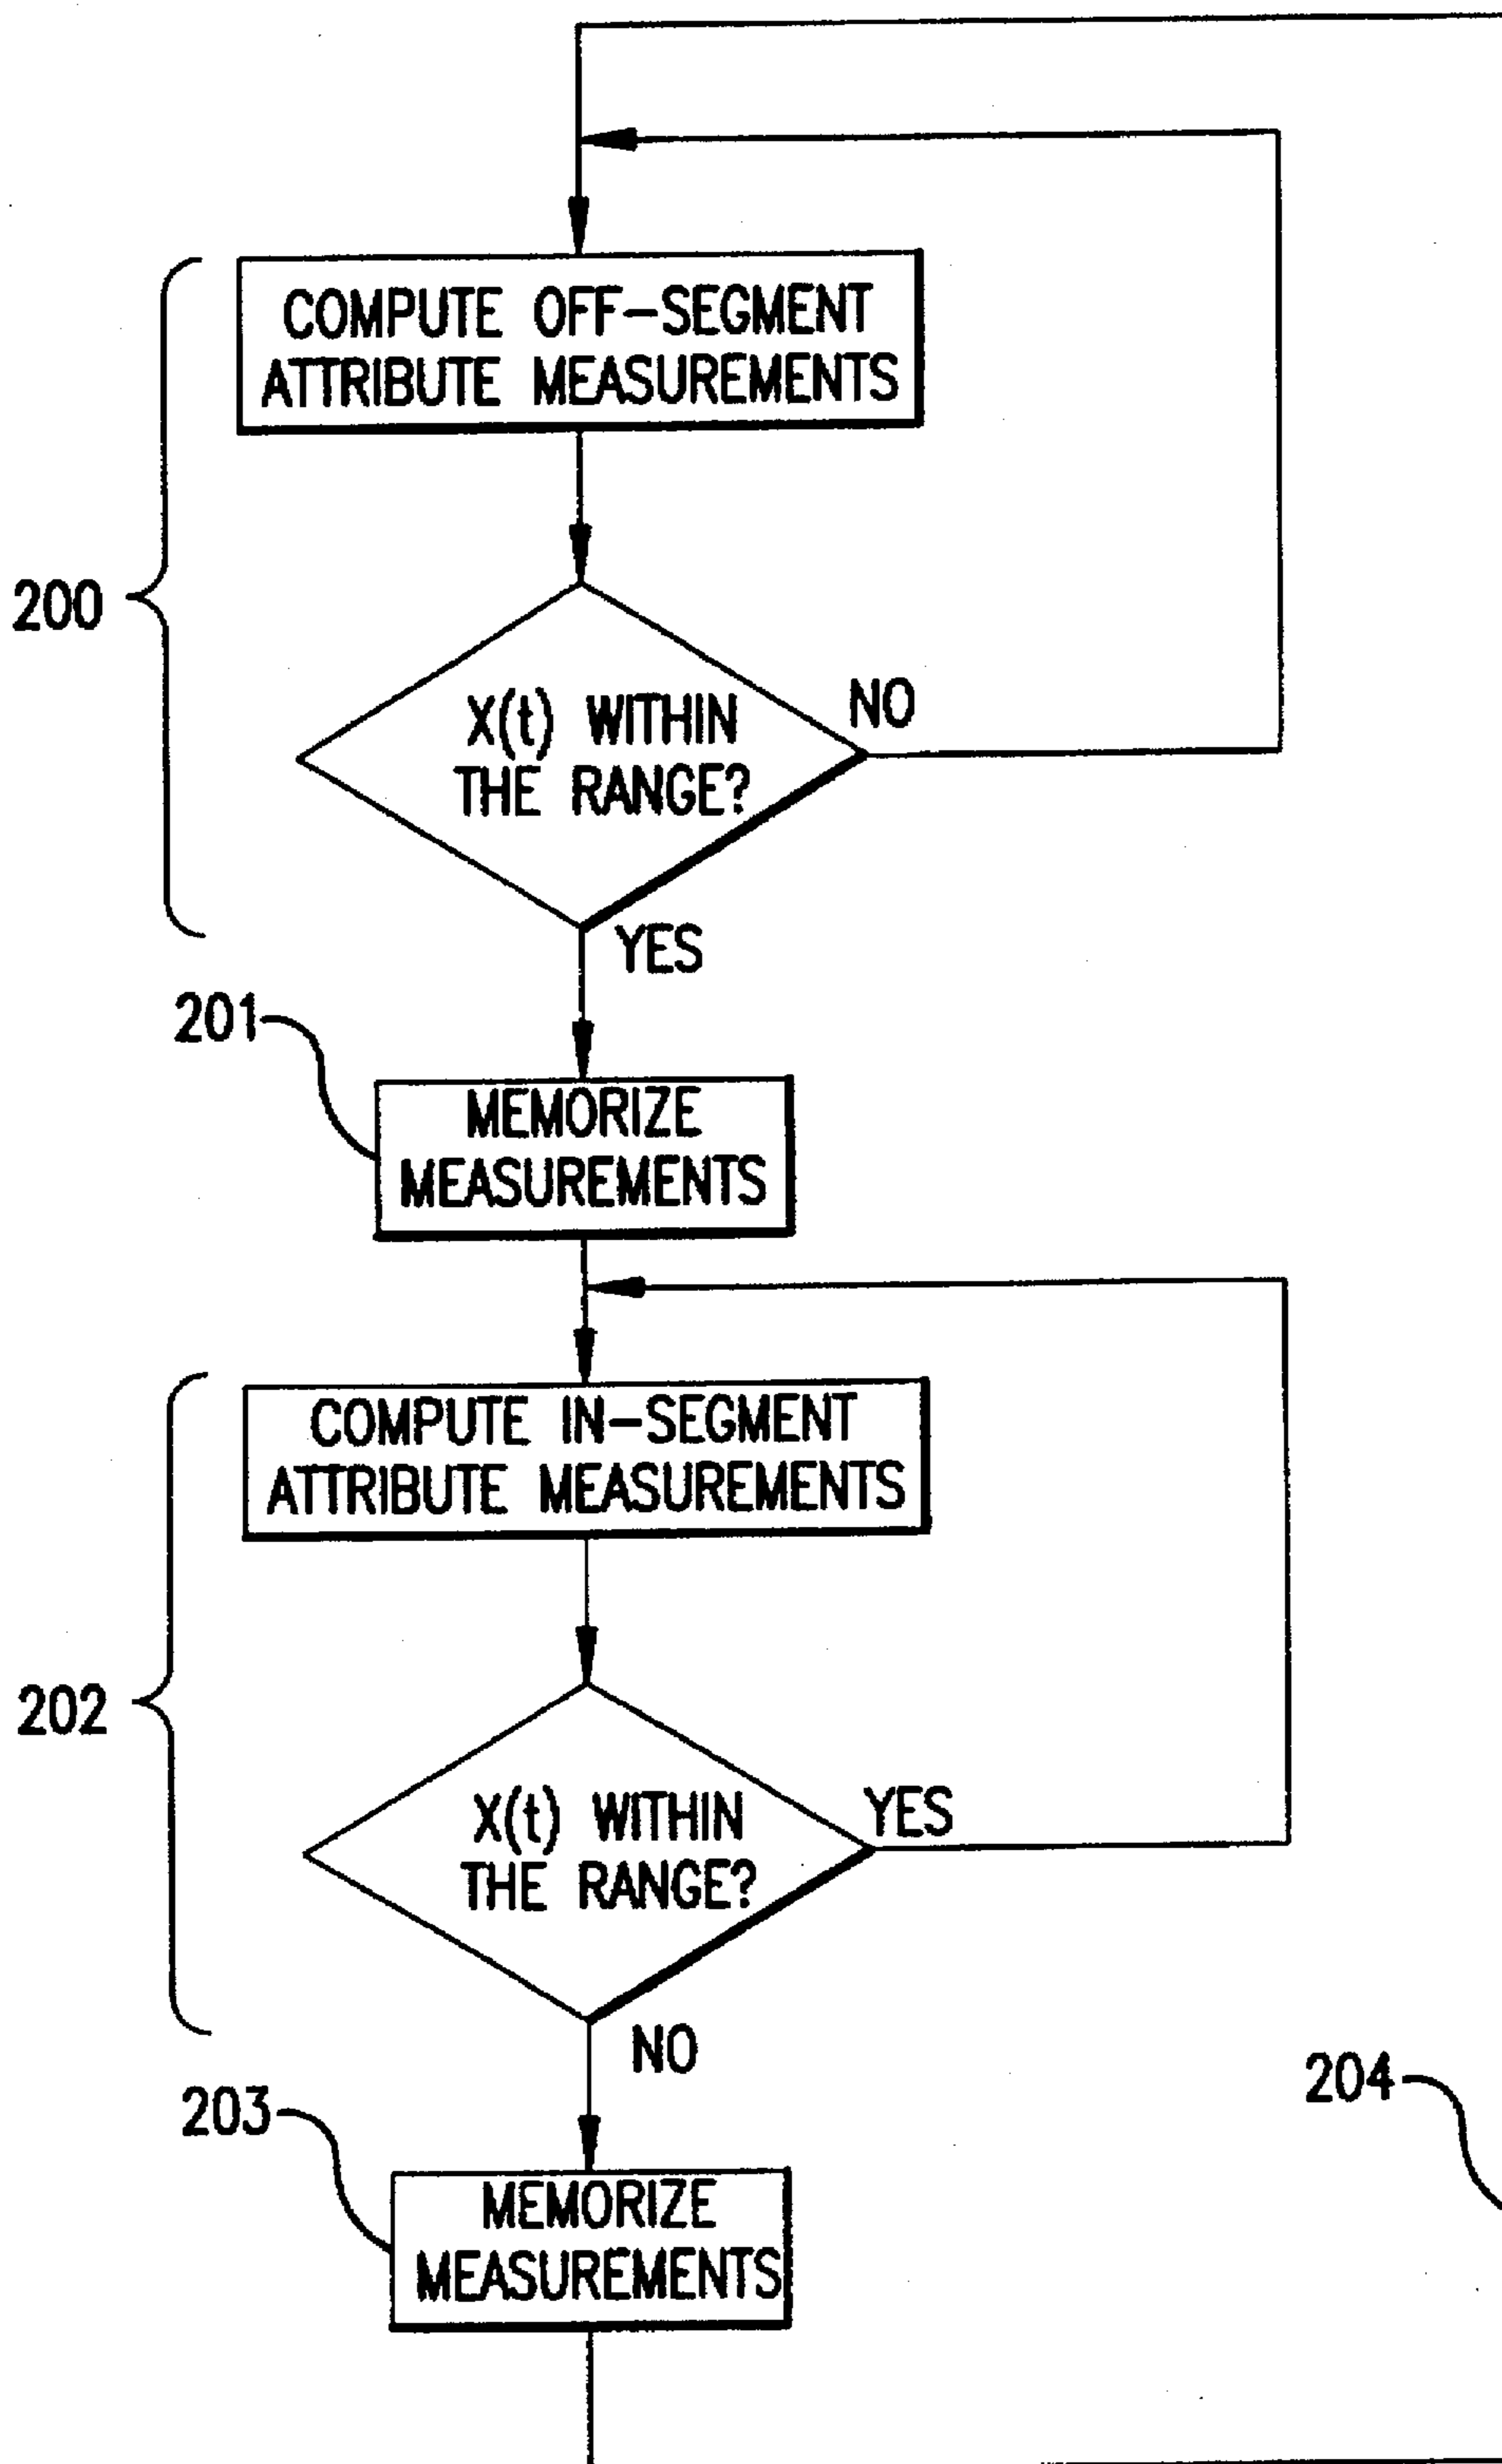 COMPUTE OFF-SEGMENT
ATTRIBUTE MEASUREMENTS
200
X(t) WITHIN
THE RANGE?
NO
YES
201
MEMORIZE
MEASUREMENTS
COMPUTE IN-SEGMENT
ATTRIBUTE MEASUREMENTS
202
X(t) WITHIN
THE RANGE?
YES
NO
203
204
MEMORIZE
MEASUREMENTS